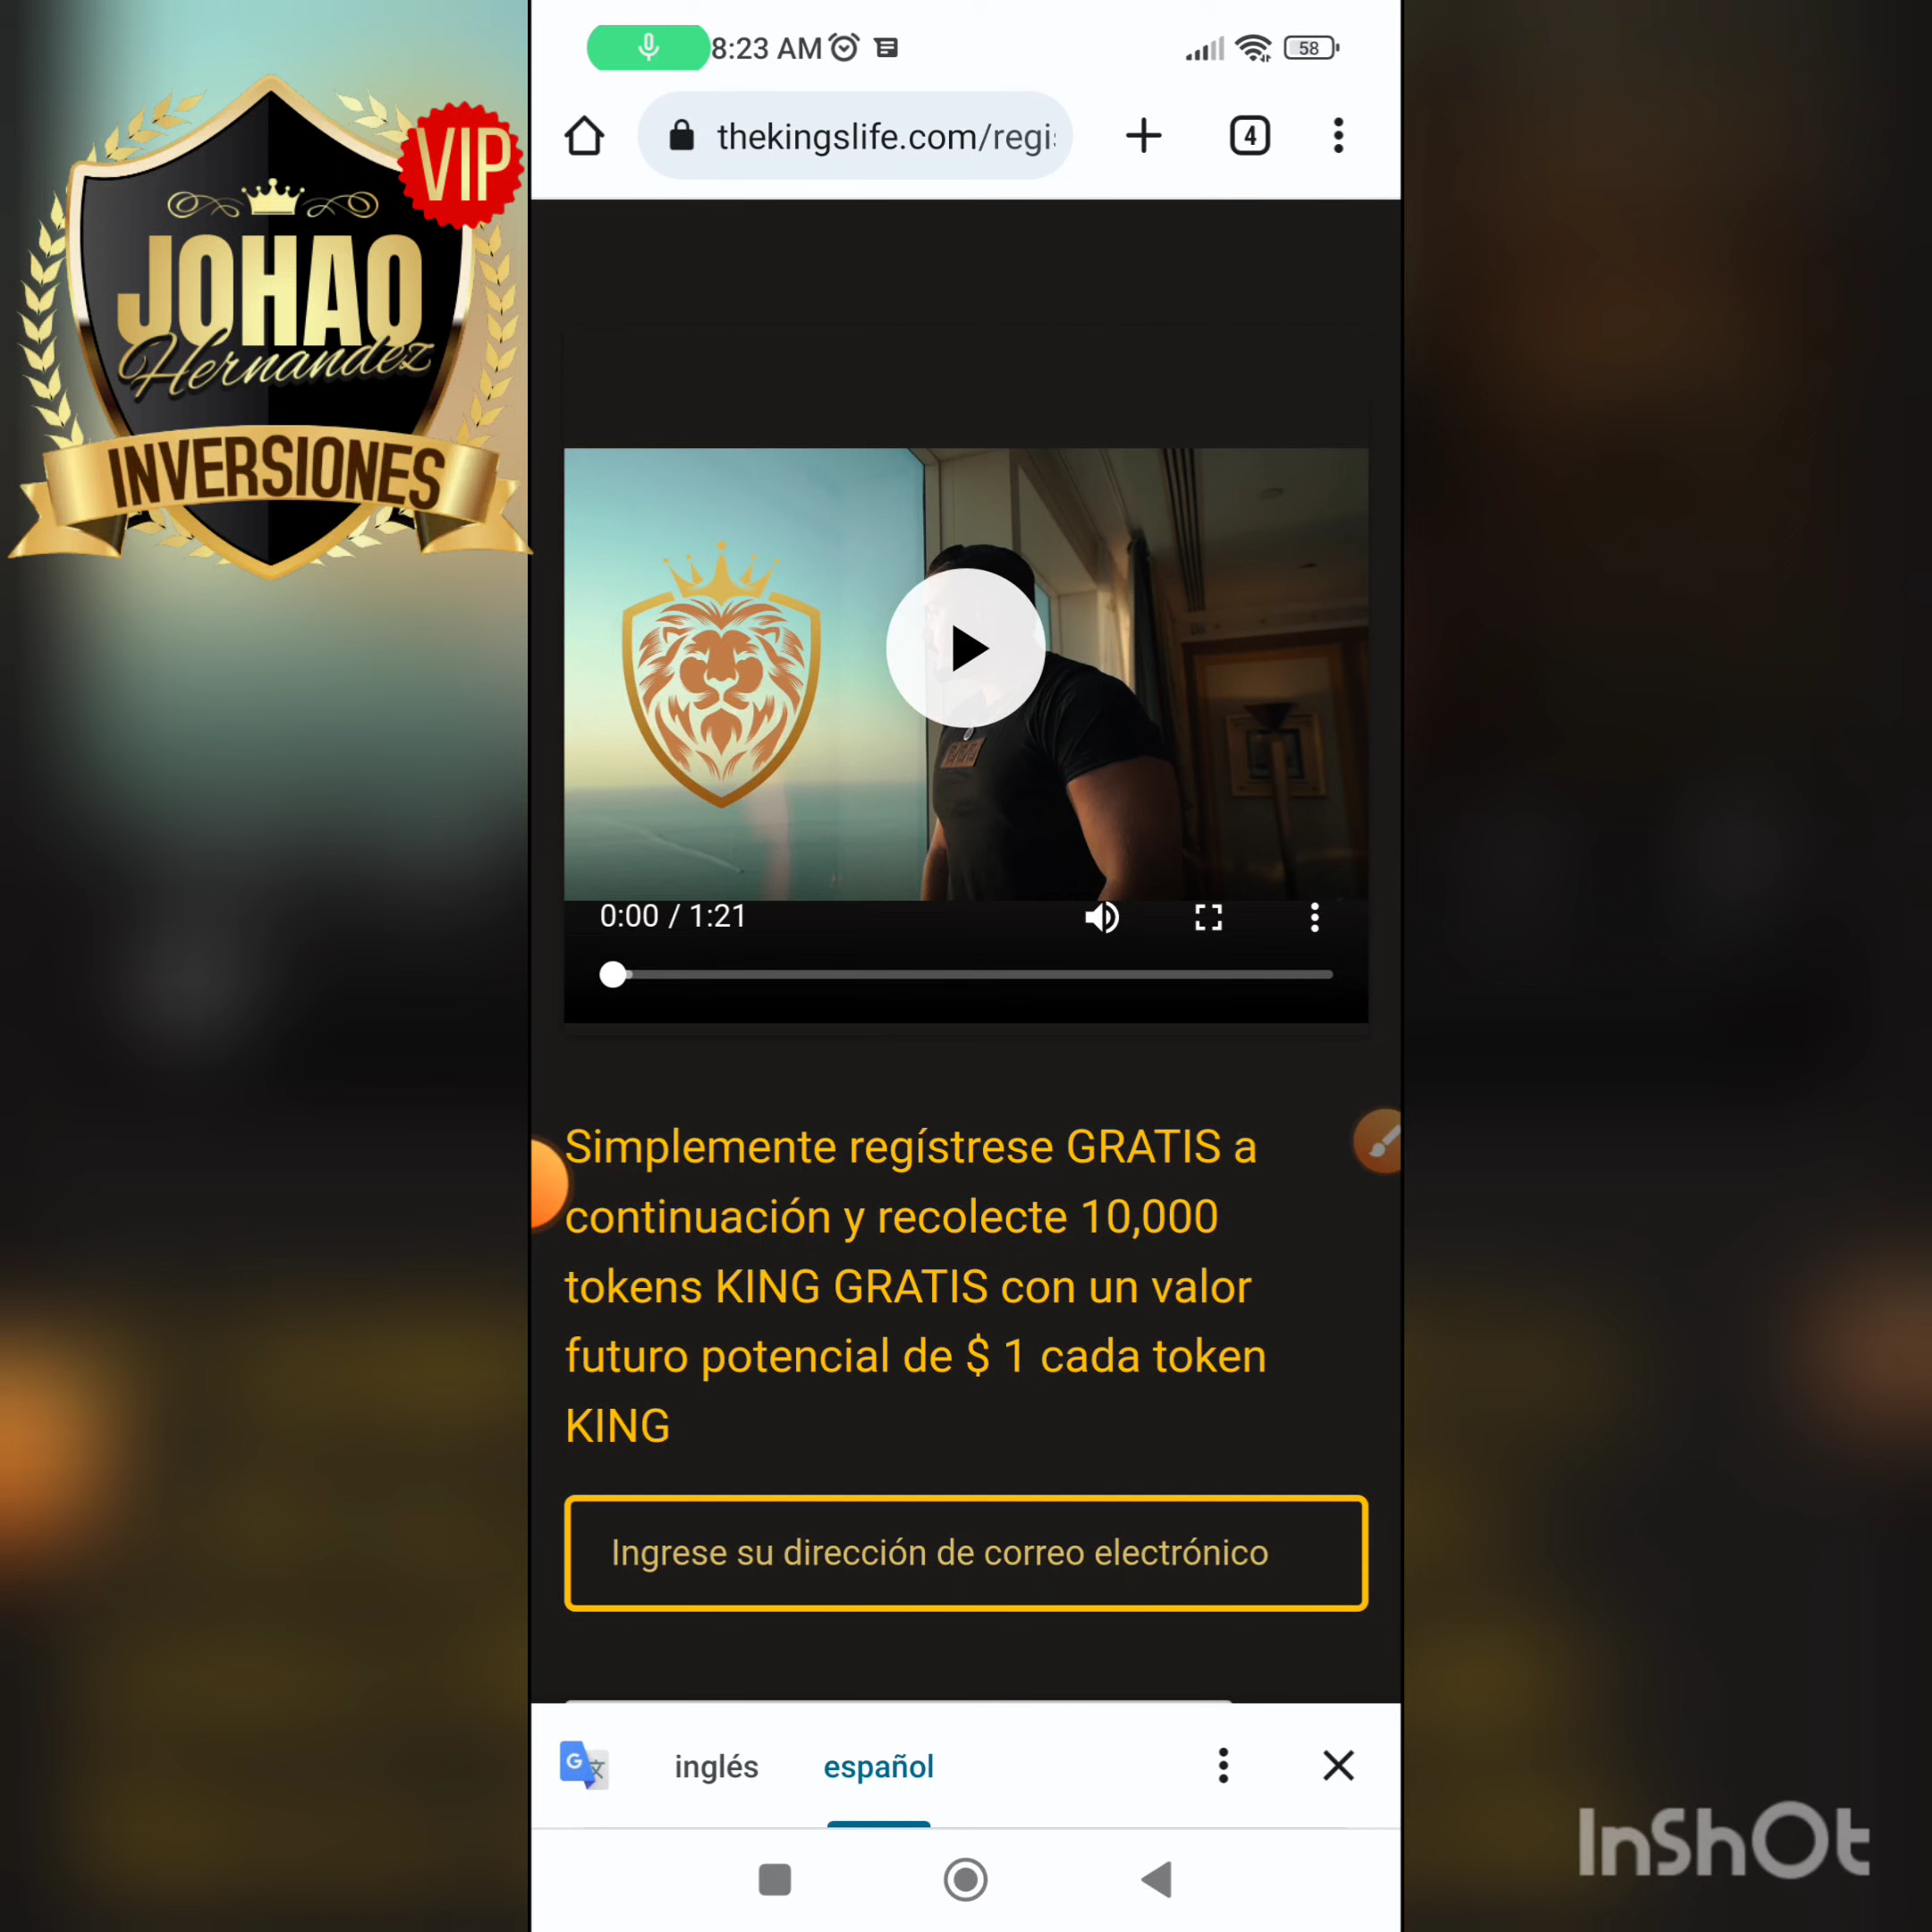 VIP
JOHAO
Hernandez
INVERSIONES
8:23 AM
58
thekingslife.com/regi
4
0:00 / 1:21
Simplemente regístrese GRATIS a
continuación y recolecte 10,000
tokens KING GRATIS con un valor
futuro potencial de $ 1 cada token
KING
Ingrese su dirección de correo electrónico
G
inglés
español
InShOt